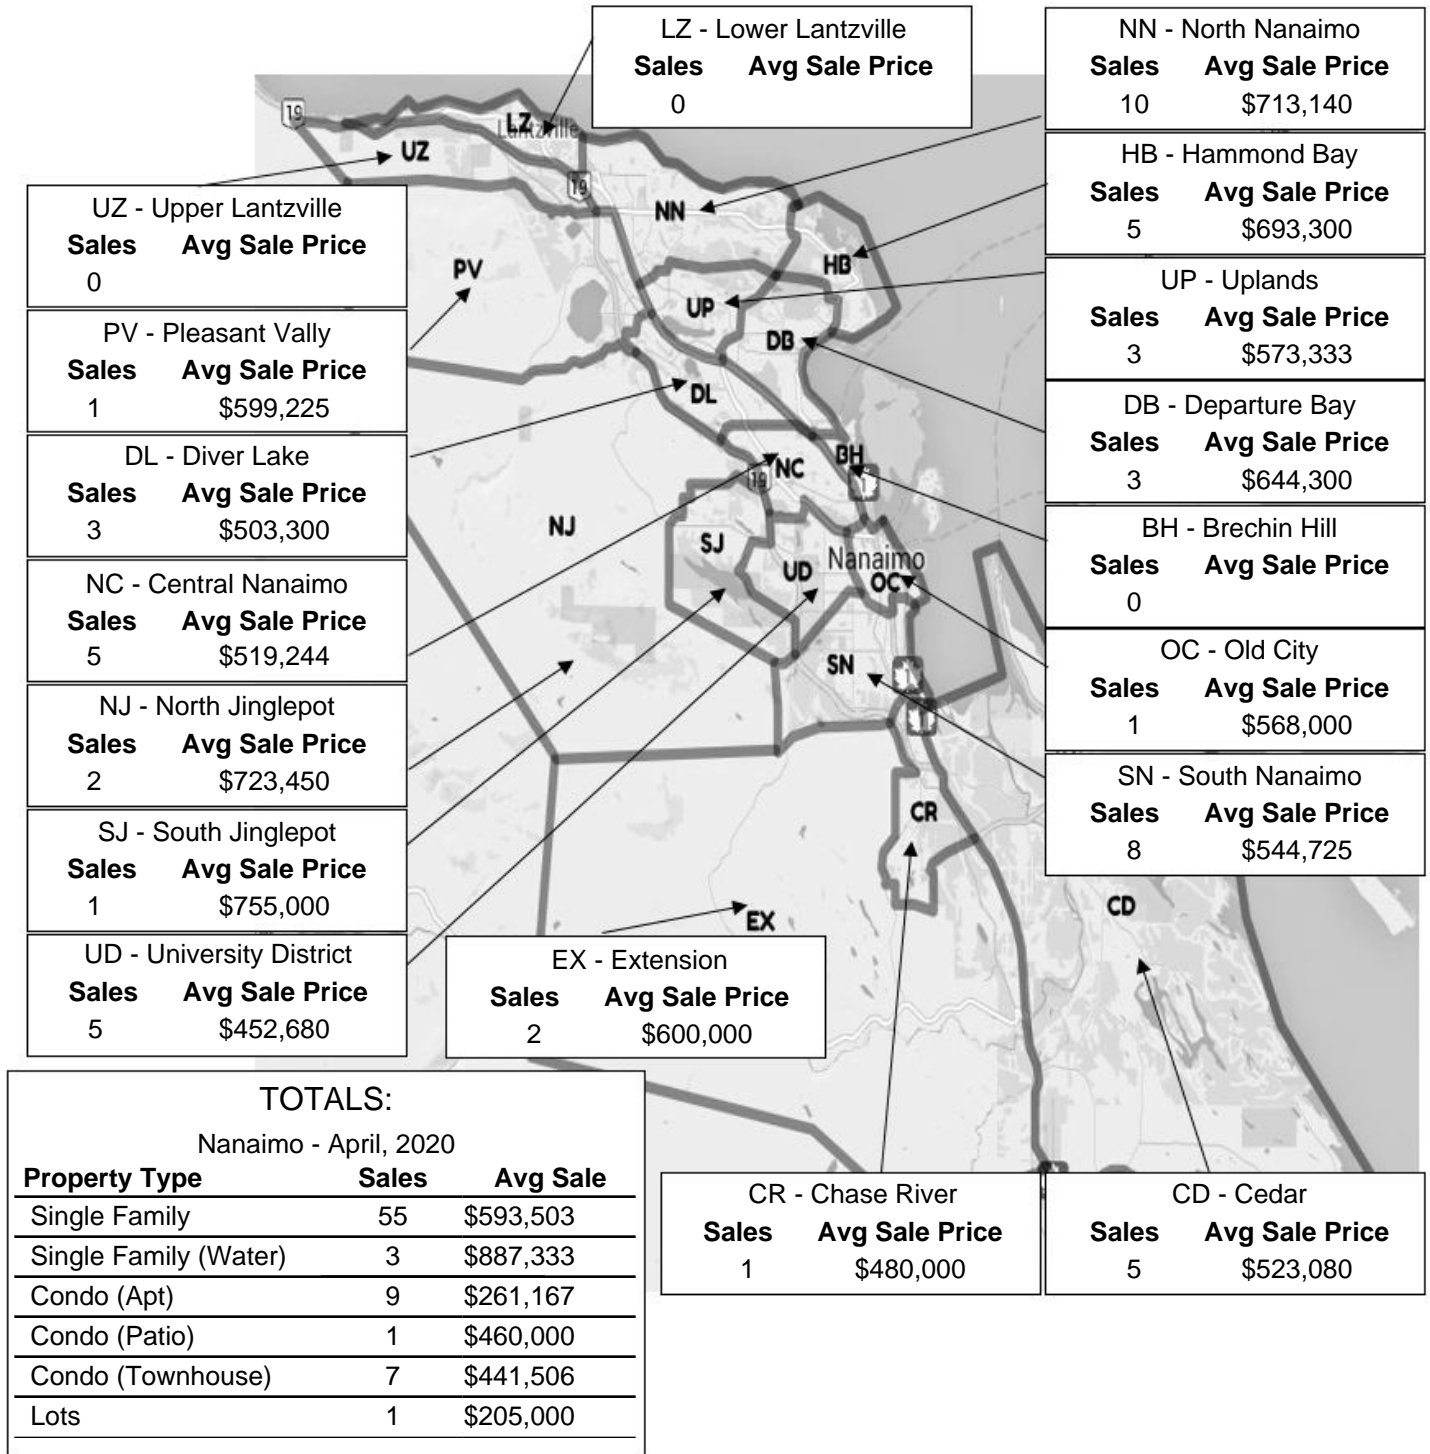 LZ - Lower Lantzville
Sales Avg Sale Price
0
NN - North Nanaimo
Sales Avg Sale Price
10 $713,140
HB - Hammond Bay
Sales Avg Sale Price
5 $693,300
UP - Uplands
Sales Avg Sale Price
3 $573,333
DB - Departure Bay
Sales Avg Sale Price
3 $644,300
BH - Brechin Hill
Sales Avg Sale Price
0
OC - Old City
Sales Avg Sale Price
1 $568,000
SN - South Nanaimo
Sales Avg Sale Price
8 $544,725
UZ - Upper Lantzville
Sales Avg Sale Price
0
PV - Pleasant Vally
Sales Avg Sale Price
1 $599,225
DL - Diver Lake
Sales Avg Sale Price
3 $503,300
NC - Central Nanaimo
Sales Avg Sale Price
5 $519,244
NJ - North Jinglepot
Sales Avg Sale Price
2 $723,450
SJ - South Jinglepot
Sales Avg Sale Price
1 $755,000
UD - University District
Sales Avg Sale Price
5 $452,680
EX - Extension
Sales Avg Sale Price
2 $600,000
CR - Chase River
Sales Avg Sale Price
1 $480,000
CD - Cedar
Sales Avg Sale Price
5 $523,080
19
LZ
Lantzville
UZ
19
NN
PV
HB
UP
DB
DL
BH
NC
19
1
NJ
SJ
UD
Nanaimo
OC
SN
CR
CD
EX
TOTALS:
Nanaimo - April, 2020
Property Type Sales Avg Sale
Single Family 55 $593,503
Single Family (Water) 3 $887,333
Condo (Apt) 9 $261,167
Condo (Patio) 1 $460,000
Condo (Townhouse) 7 $441,506
Lots 1 $205,000